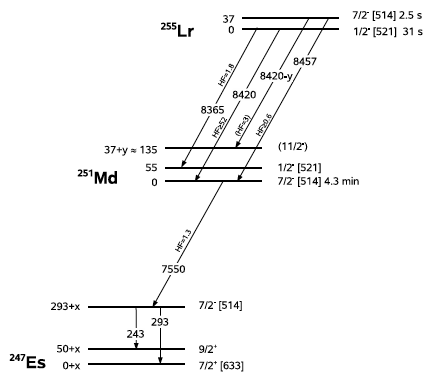 37 7/2⁻ [514] 2.5 s
²⁵⁵Lr 0 1/2⁻ [521] 31 s
HF=1.8
8365
HF≥52
8420
(HF=3)
8420-y
HF≥0.6
8457
37+y ≈ 135 (11/2⁻)
55 1/2⁻ [521]
²⁵¹Md 0 7/2⁻ [514] 4.3 min
HF=1.3
7550
293+x 7/2⁻ [514]
243 293
50+x 9/2⁺
²⁴⁷Es 0+x 7/2⁺ [633]